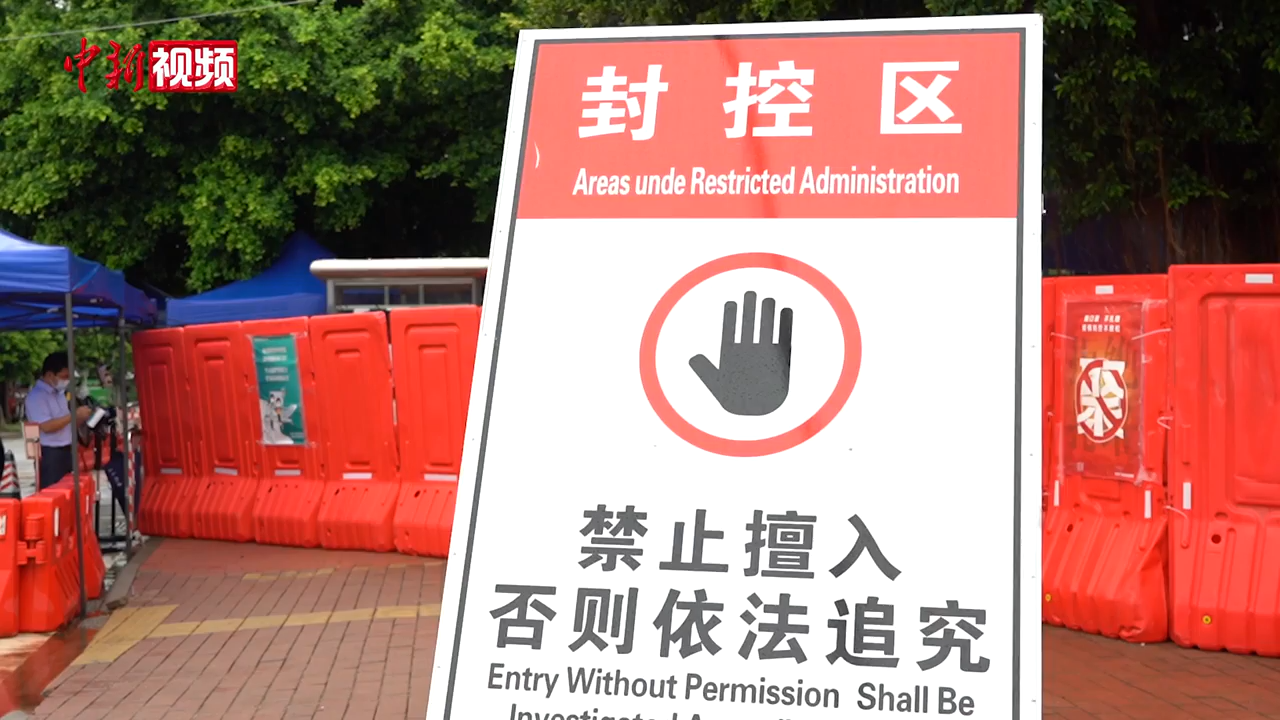 中新视频
封控区
Areas unde Restricted Administration
禁止擅入
否则依法追究
Entry Without Permission Shall Be
Investigated